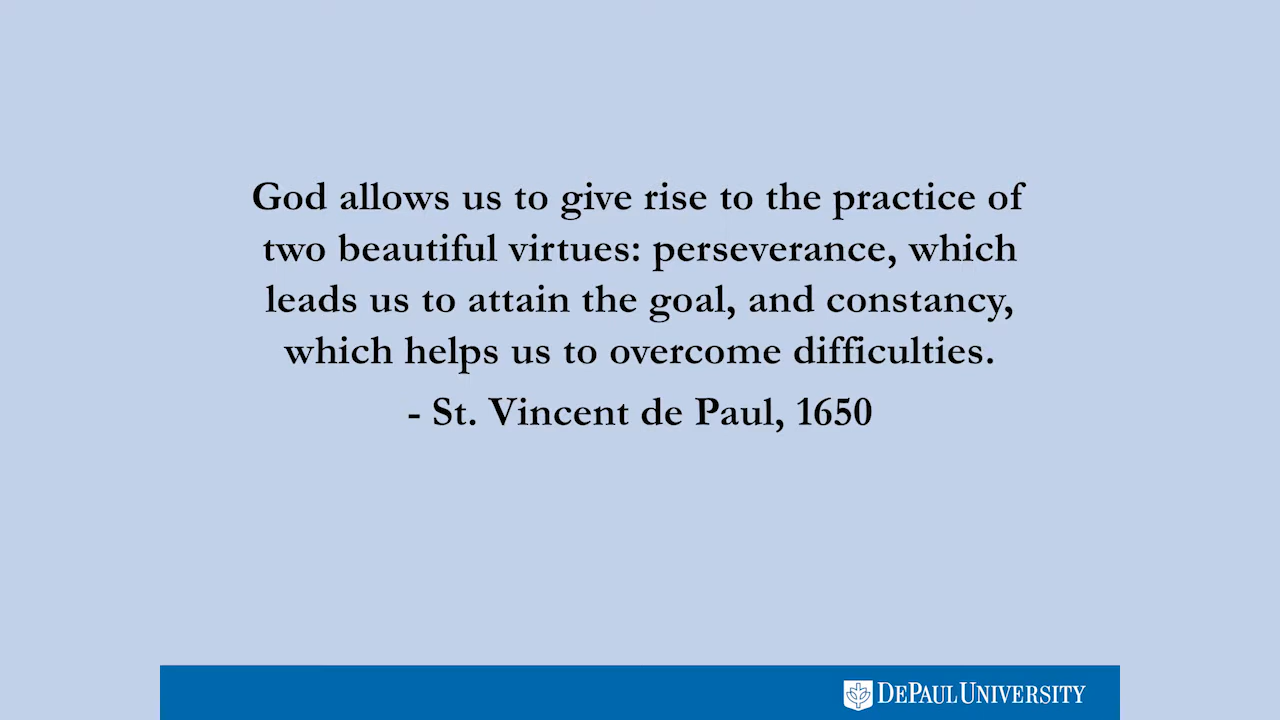 God allows us to give rise to the practice of
two beautiful virtues: perseverance, which
leads us to attain the goal, and constancy,
which helps us to overcome difficulties.
- St. Vincent de Paul, 1650
DEPAUL UNIVERSITY